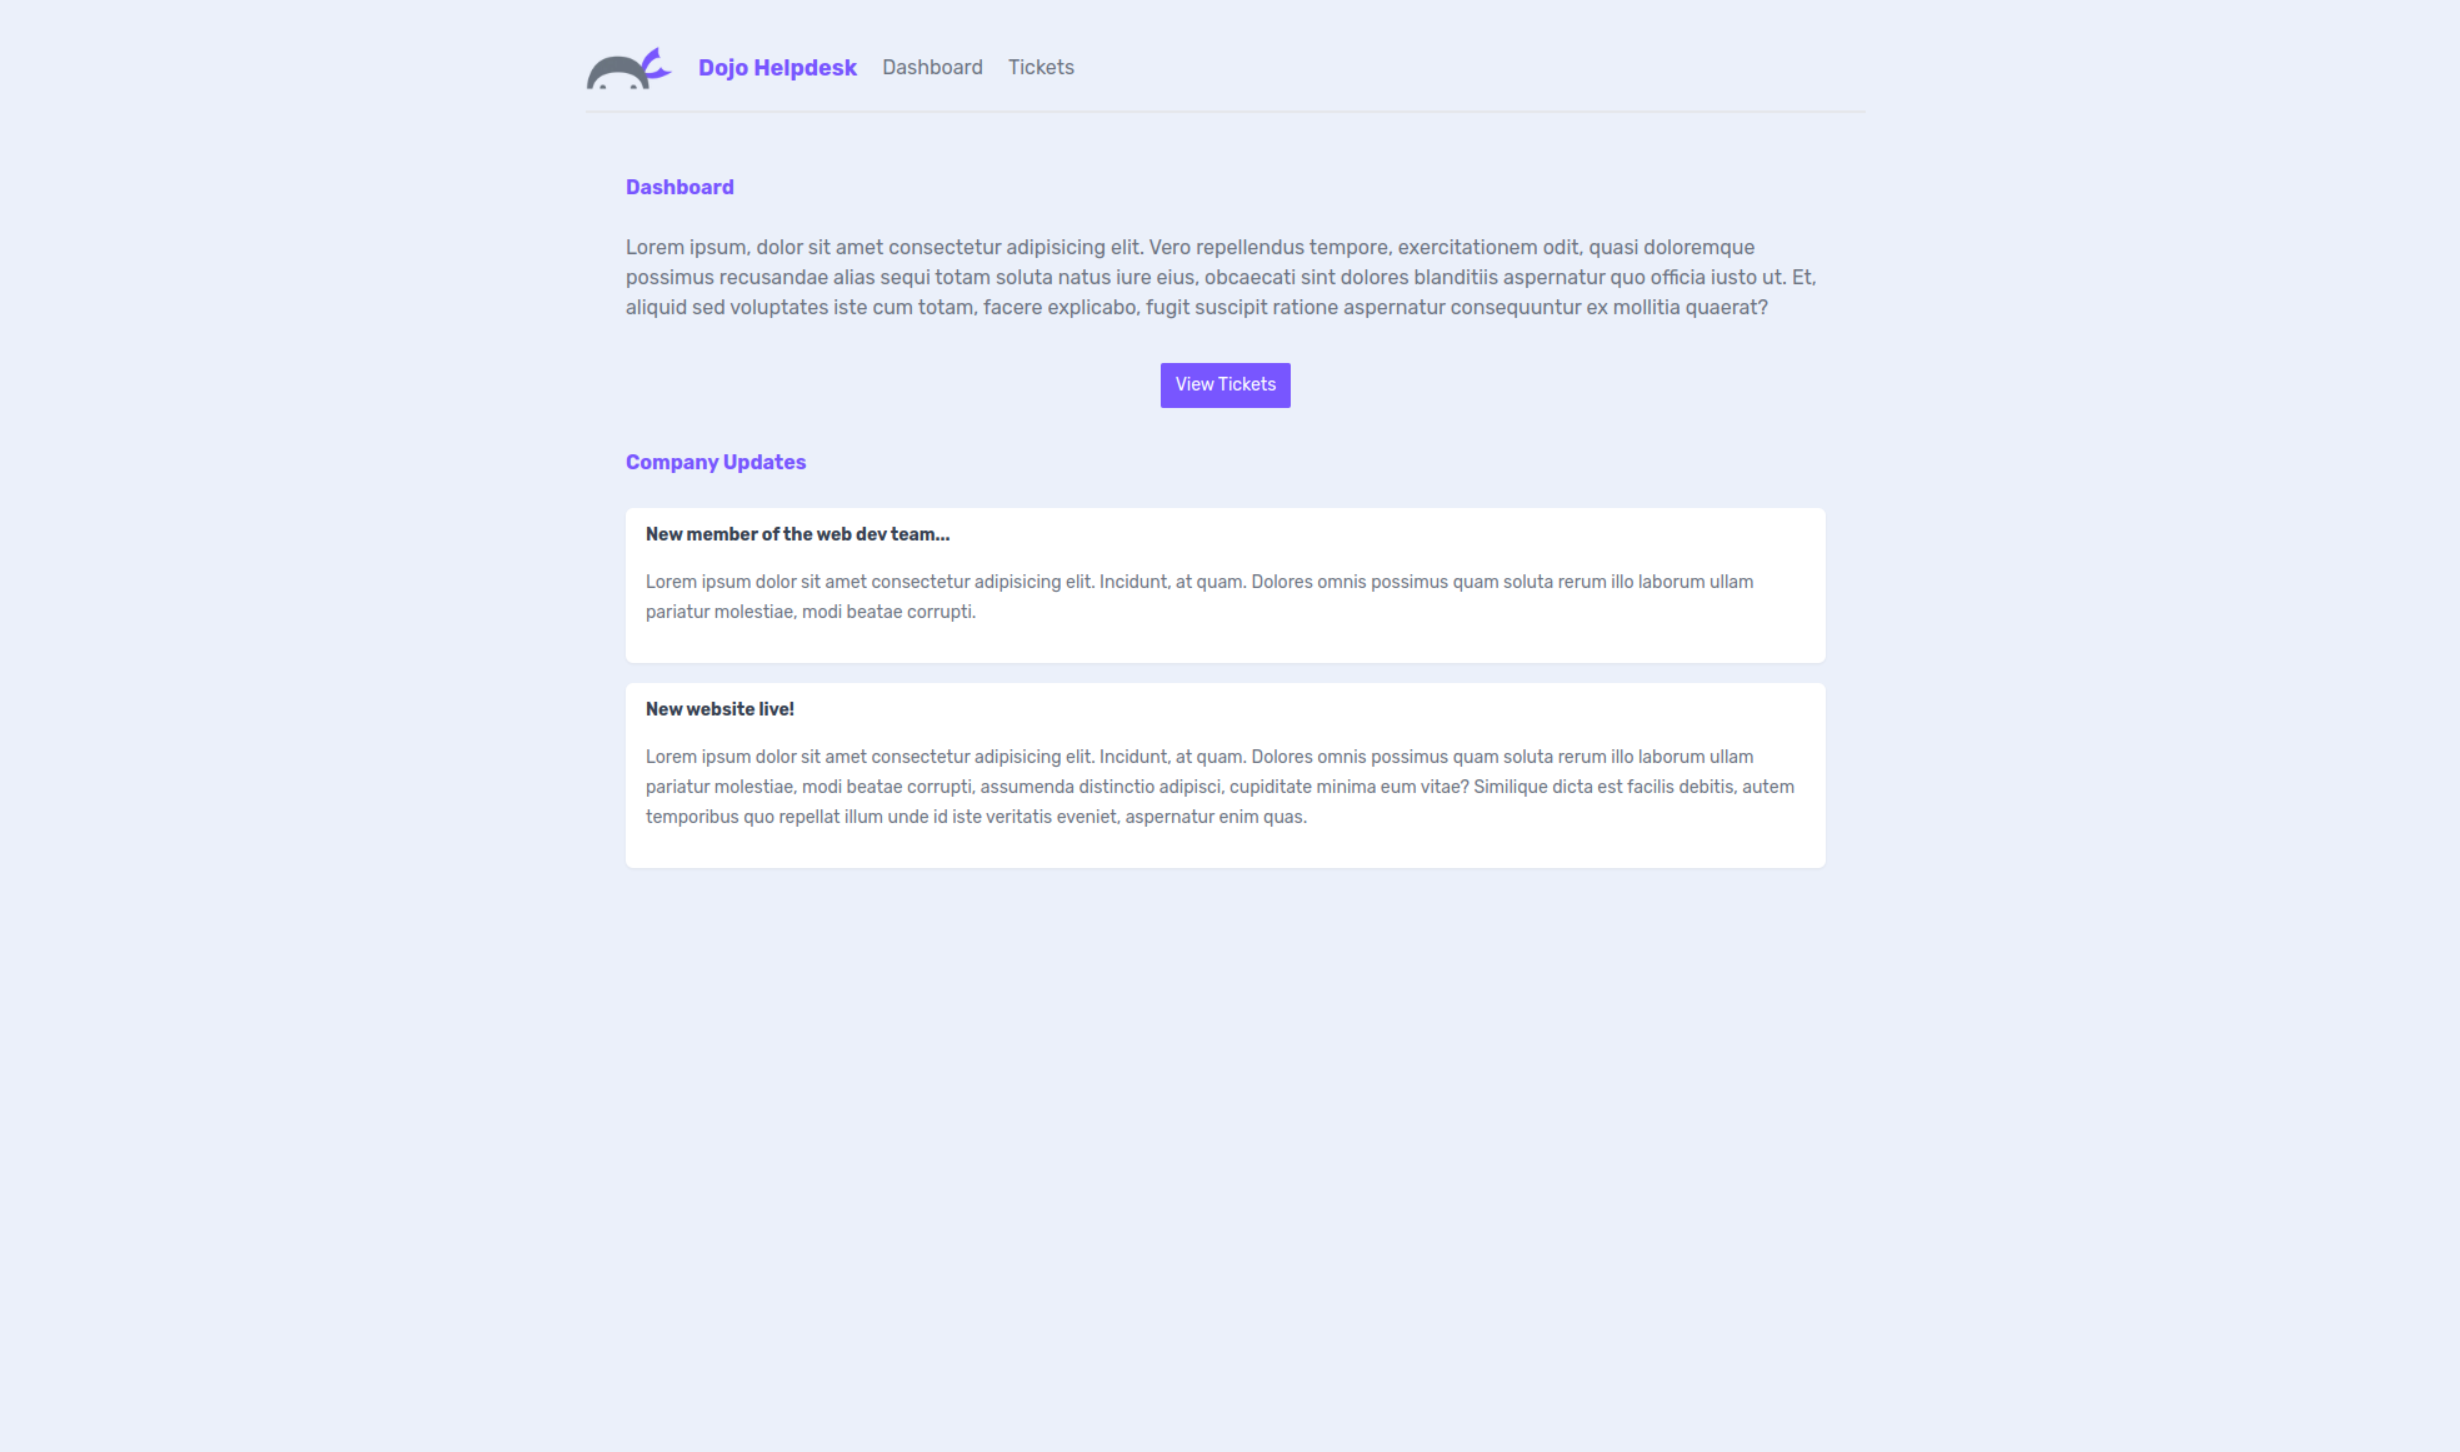 Dojo Helpdesk Dashboard Tickets
Dashboard
Lorem ipsum, dolor sit amet consectetur adipisicing elit. Vero repellendus tempore, exercitationem odit, quasi doloremque
possimus recusandae alias sequi totam soluta natus iure eius, obcaecati sint dolores blanditiis aspernatur quo officia iusto ut. Et,
aliquid sed voluptates iste cum totam, facere explicabo, fugit suscipit ratione aspernatur consequuntur ex mollitia quaerat?
View Tickets
Company Updates
New member of the web dev team...
Lorem ipsum dolor sit amet consectetur adipisicing elit. Incidunt, at quam. Dolores omnis possimus quam soluta rerum illo laborum ullam
pariatur molestiae, modi beatae corrupti.
New website live!
Lorem ipsum dolor sit amet consectetur adipisicing elit. Incidunt, at quam. Dolores omnis possimus quam soluta rerum illo laborum ullam
pariatur molestiae, modi beatae corrupti, assumenda distinctio adipisci, cupiditate minima eum vitae? Similique dicta est facilis debitis, autem
temporibus quo repellat illum unde id iste veritatis eveniet, aspernatur enim quas.